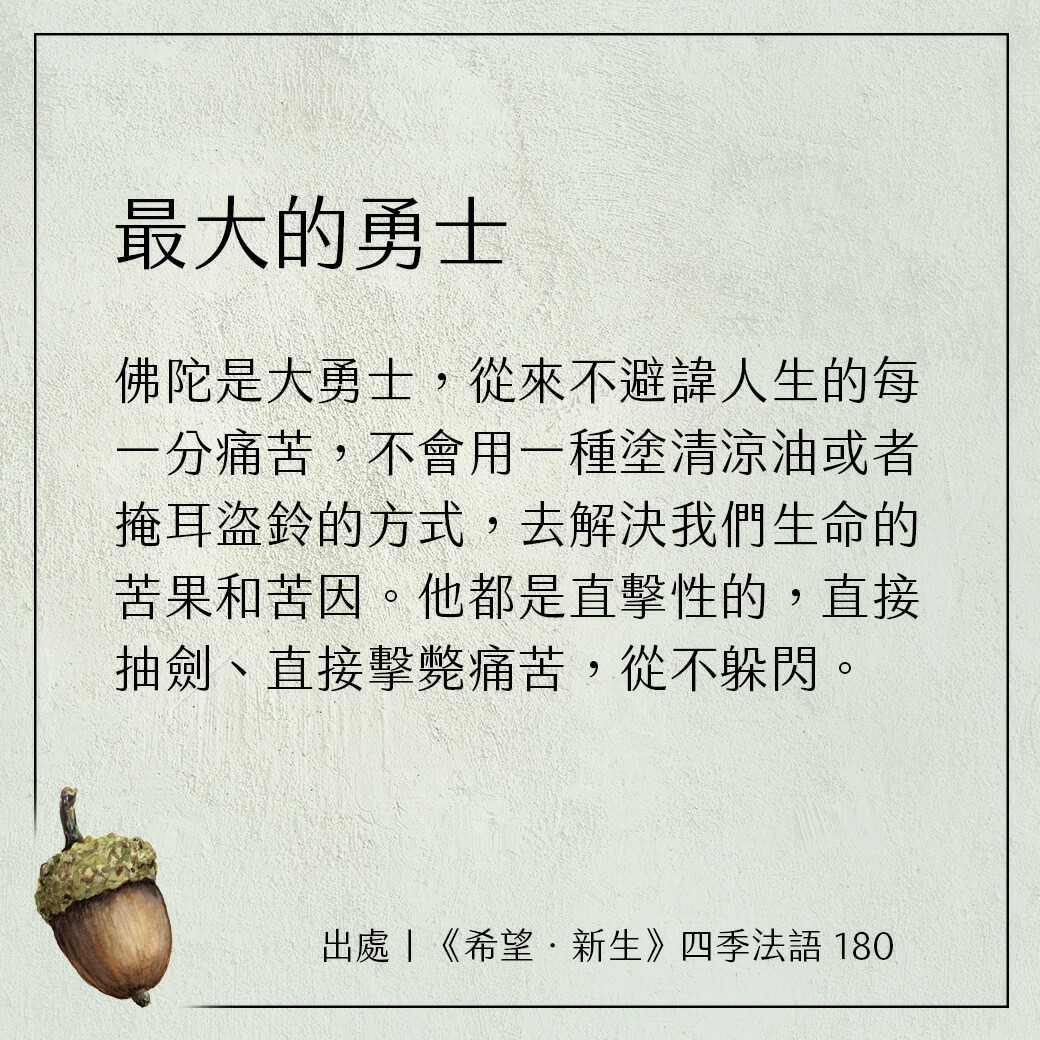 最大的勇士
佛陀是大勇士，從來不避諱人生的每
一分痛苦，不會用一種塗清涼油或者
掩耳盜鈴的方式，去解決我們生命的
苦果和苦因。他都是直擊性的，直接
抽劍、直接擊斃痛苦，從不躲閃。
出處｜《希望．新生》四季法語 180